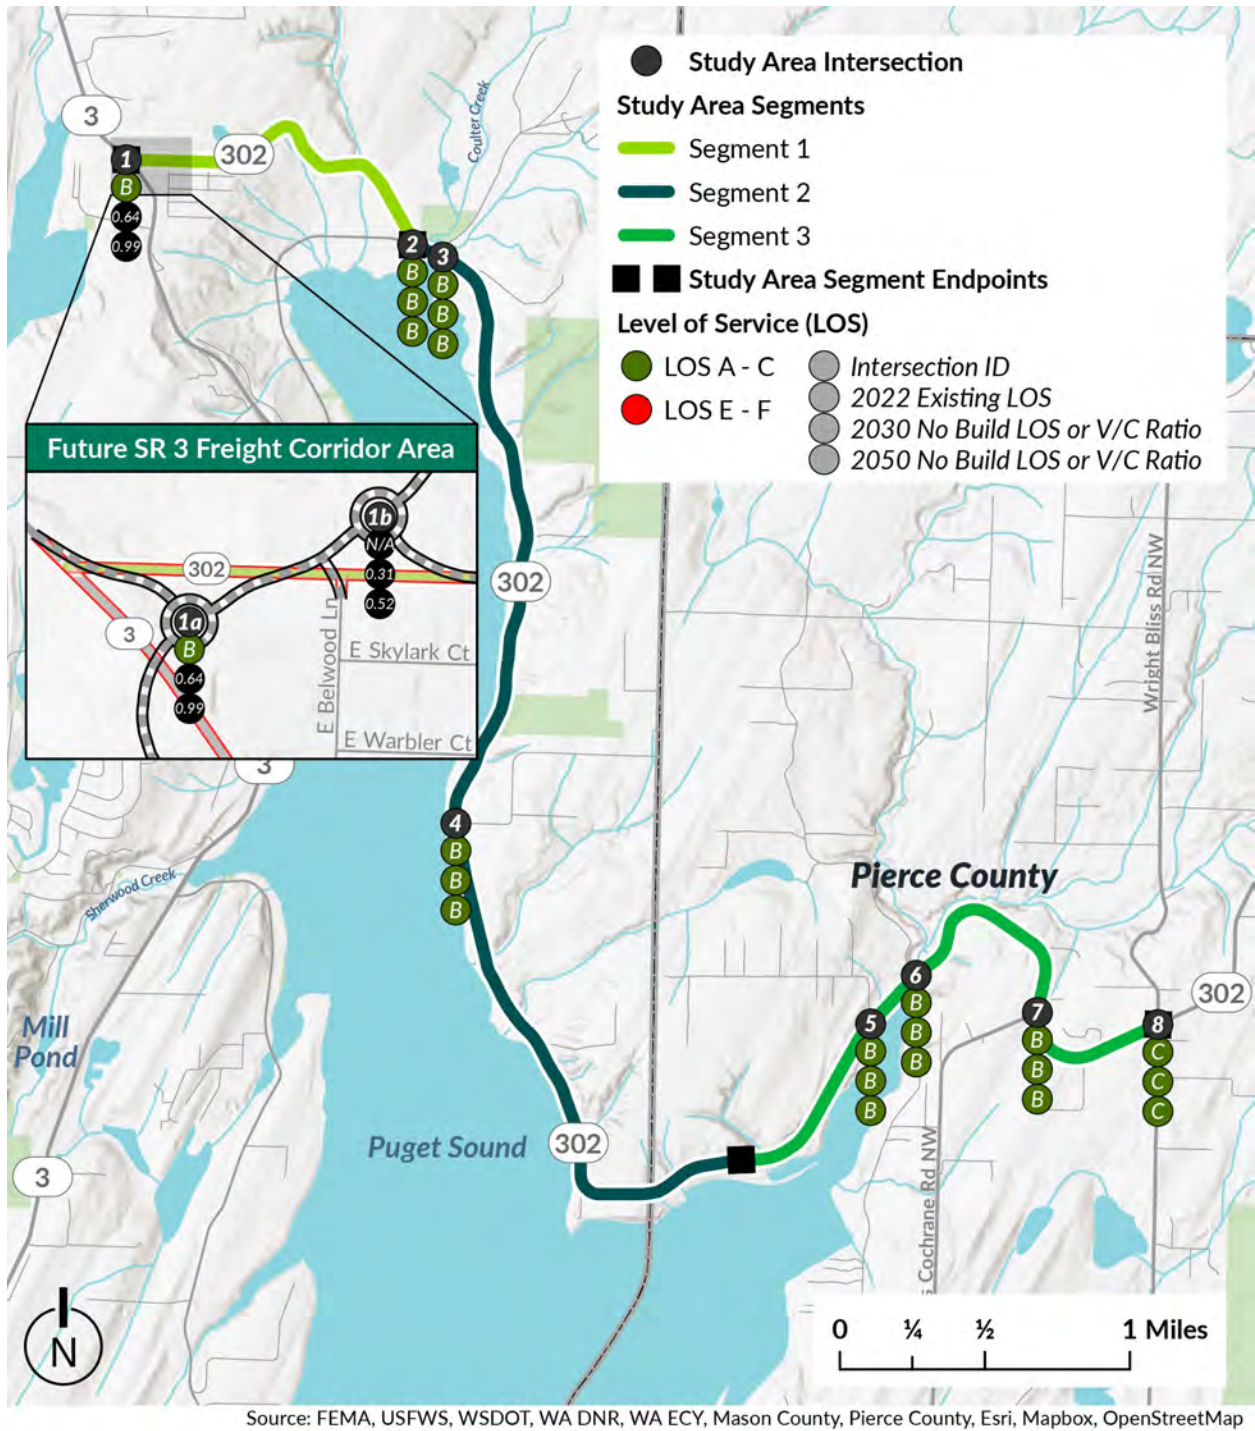 Study Area Intersection
Study Area Segments
Segment 1
Segment 2
Segment 3
Study Area Segment Endpoints
Level of Service (LOS)
LOS A - C
LOS E - F
Intersection ID
2022 Existing LOS
2030 No Build LOS or V/C Ratio
2050 No Build LOS or V/C Ratio
3
302
Coulter Creek
1
B
0.64
0.99
2
B
B
B
3
B
B
B
Future SR 3 Freight Corridor Area
1b
N/A
0.31
0.52
302
3
1a
B
0.64
0.99
E Belwood Ln
E Skylark Ct
E Warbler Ct
302
Wright Bliss Rd NW
3
4
B
B
B
Sherwood Creek
Pierce County
6
B
B
B
5
B
B
B
7
B
B
B
8
C
C
C
302
Mill
Pond
Puget Sound
302
3
Cochrane Rd NW
N
0 ¼ ½ 1 Miles
Source: FEMA, USFWS, WSDOT, WA DNR, WA ECY, Mason County, Pierce County, Esri, Mapbox, OpenStreetMap